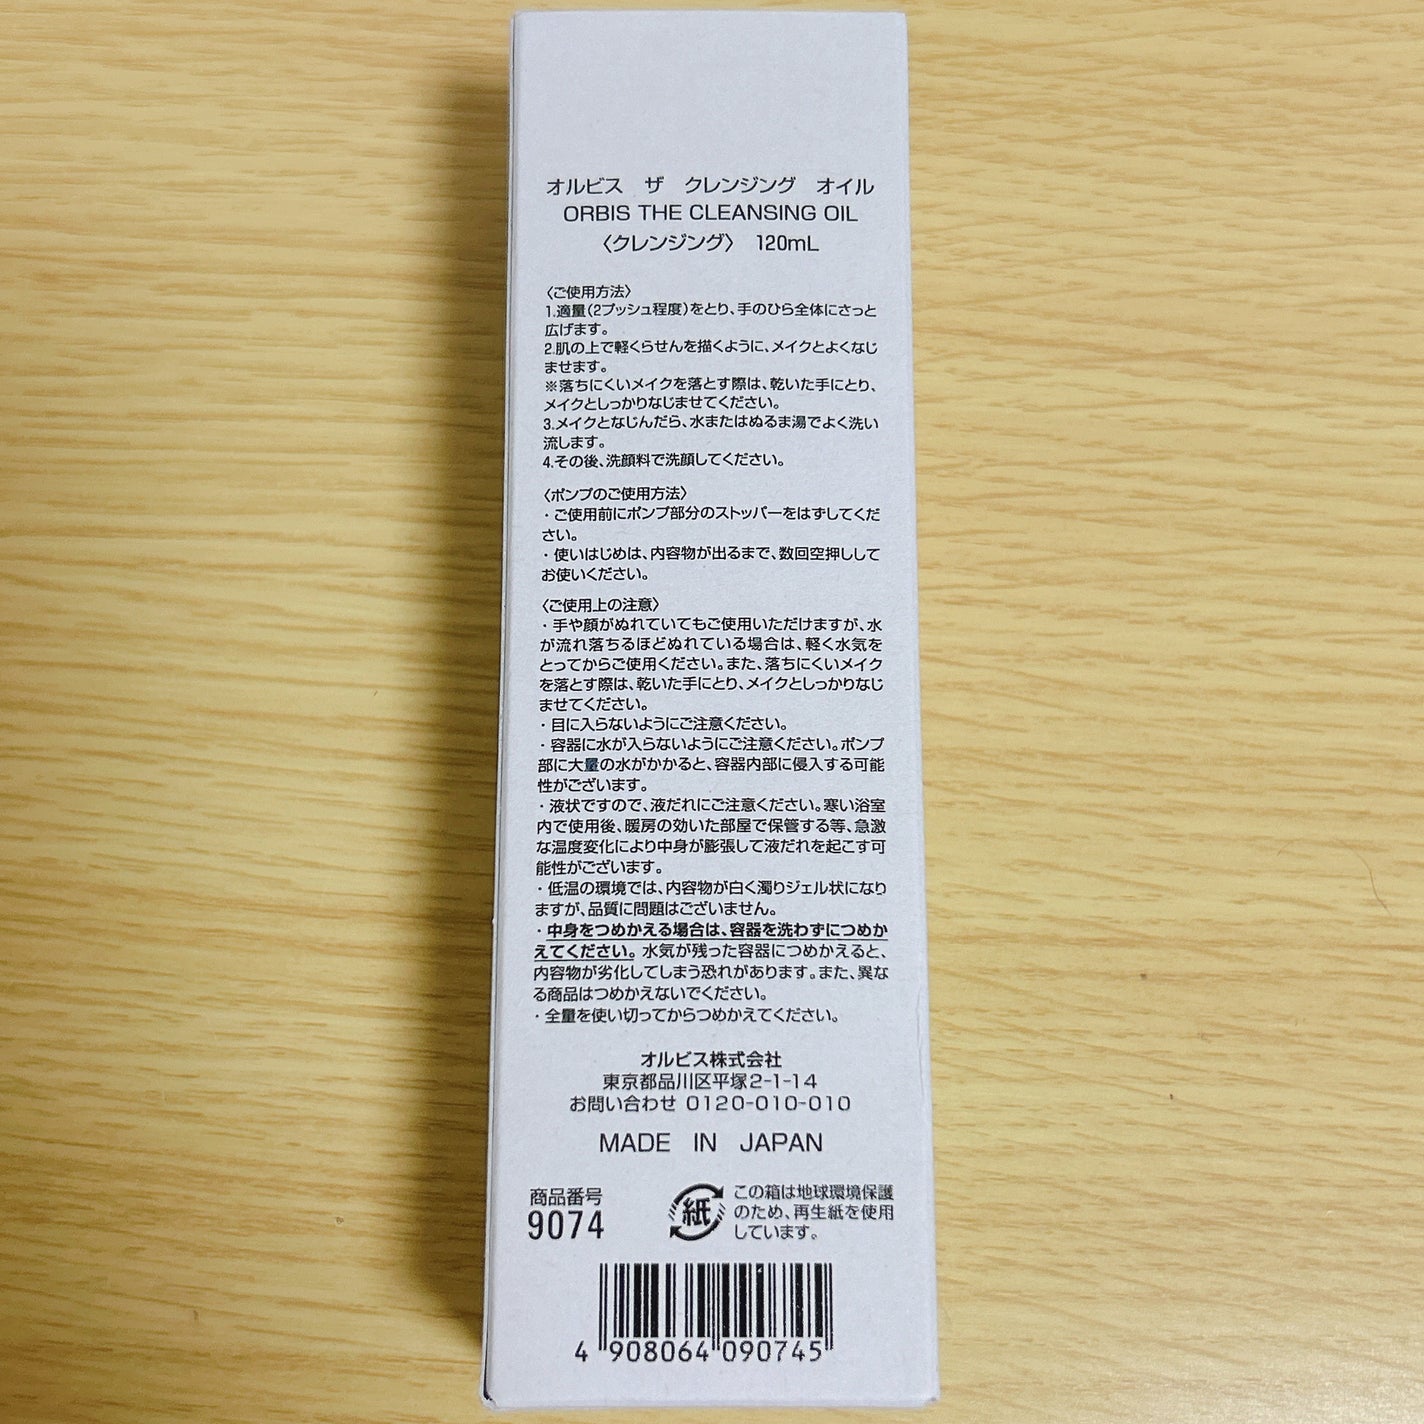 オルビス ザ クレンジング オイル
ORBIS THE CLEANSING OIL
〈クレンジング〉 120mL
〈ご使用方法〉
1.適量(2プッシュ程度)をとり、手のひら全体にさっと
広げます。
2.肌の上で軽くらせんを描くように、メイクとよくなじ
ませます。
※落ちにくいメイクを落とす際は、乾いた手にとり、
メイクとしっかりなじませてください。
3.メイクとなじんだら、水またはぬるま湯でよく洗い
流します。
4.その後、洗顔料で洗顔してください。
〈ポンプのご使用方法〉
・ご使用前にポンプ部分のストッパーをはずしてくだ
さい。
・使いはじめは、内容物が出るまで、数回空押しして
お使いください。
〈ご使用上の注意〉
・手や顔がぬれていてもご使用いただけますが、水
が流れ落ちるほどぬれている場合は、軽く水気を
とってからご使用ください。また、落ちにくいメイク
を落とす際は、乾いた手にとり、メイクとしっかりなじ
ませてください。
・目に入らないようにご注意ください。
・容器に水が入らないようにご注意ください。ポンプ
部に大量の水がかかると、容器内部に侵入する可能
性がございます。
・液状ですので、液だれにご注意ください。寒い浴室
内で使用後、暖房の効いた部屋で保管する等、急激
な温度変化により中身が膨張して液だれを起こす可
能性がございます。
・低温の環境では、内容物が白く濁りジェル状になり
ますが、品質に問題はございません。
・中身をつめかえる場合は、容器を洗わずにつめか
えてください。水気が残った容器につめかえると、
内容物が劣化してしまう恐れがあります。また、異な
る商品はつめかえないでください。
・全量を使い切ってからつめかえてください。
オルビス株式会社
東京都品川区平塚2-1-14
お問い合わせ 0120-010-010
MADE IN JAPAN
商品番号
9074
紙
この箱は地球環境保護
のため、再生紙を使用
しています。
4 908064 090745